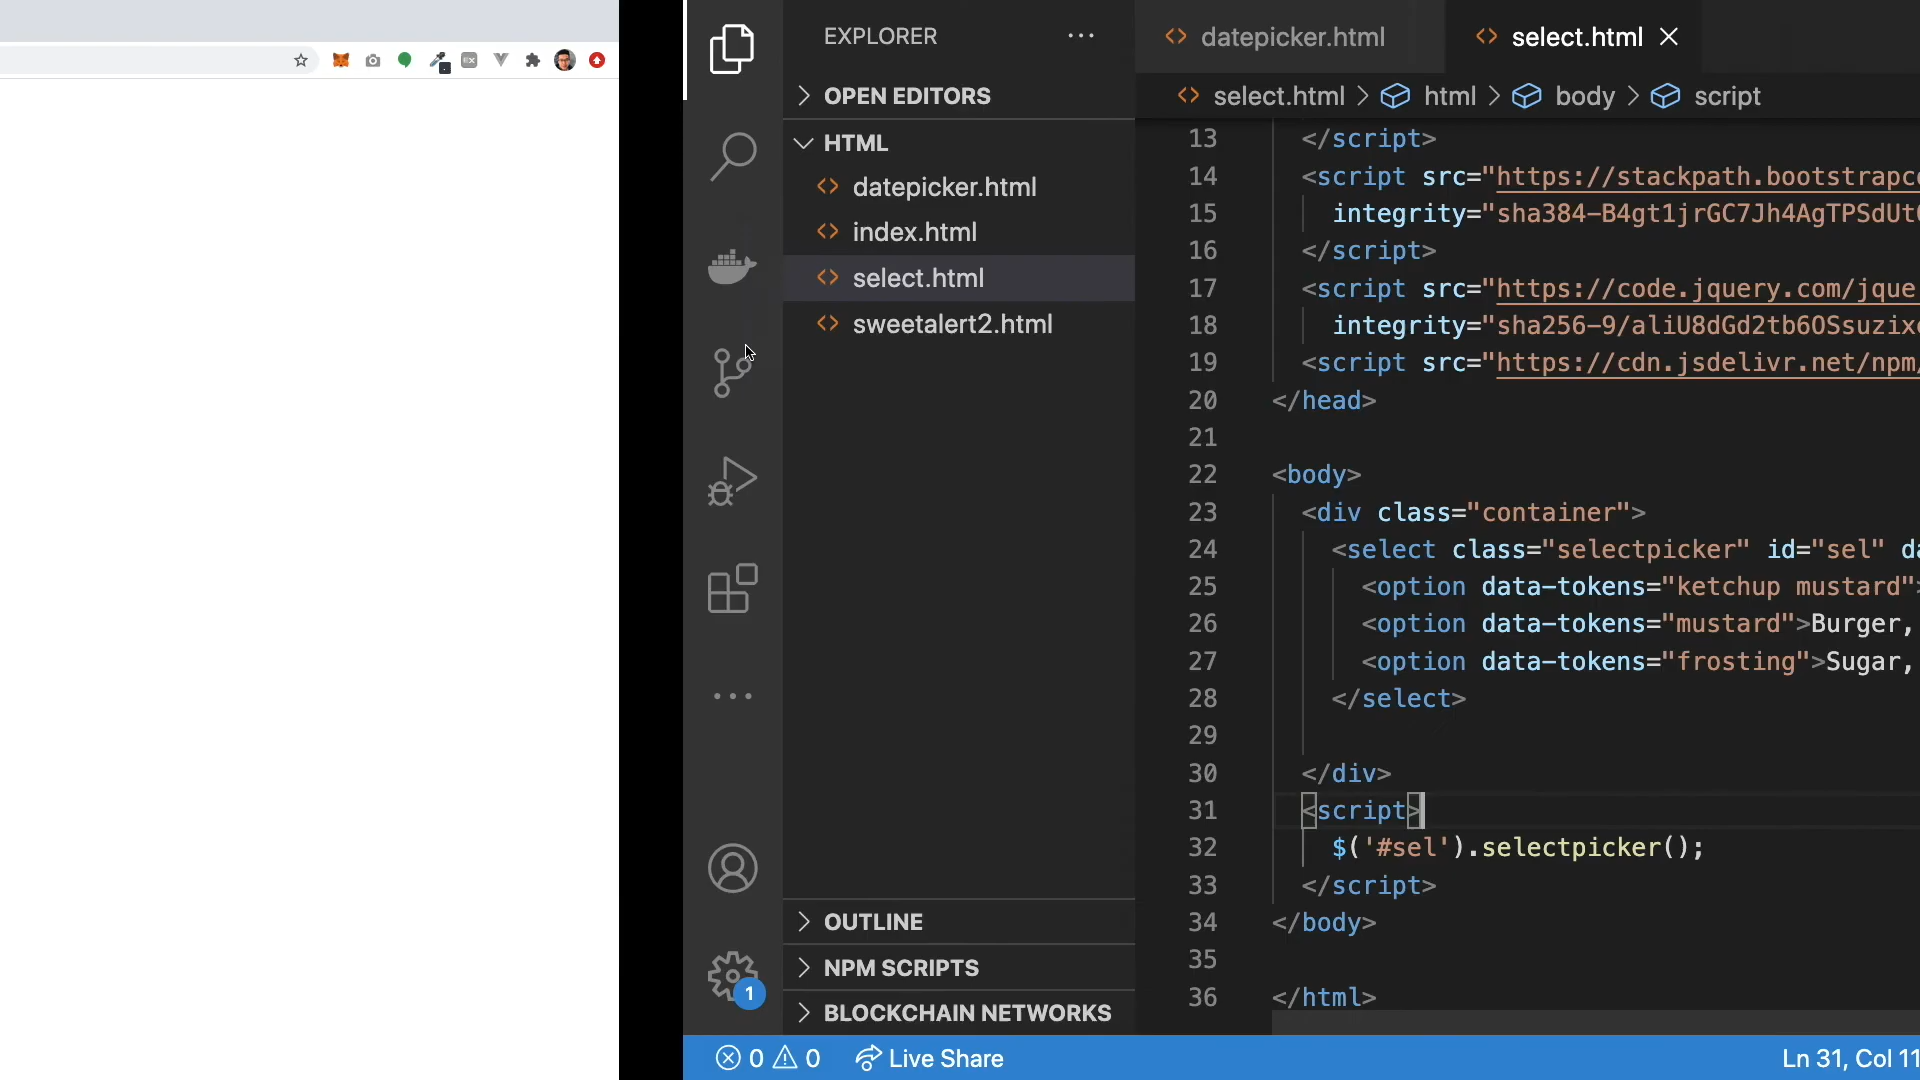 EXPLORER
OPEN EDITORS
HTML
datepicker.html
index.html
select.html
sweetalert2.html
OUTLINE
NPM SCRIPTS
BLOCKCHAIN NETWORKS
1
datepicker.html
select.html
select.html > html > body > script
13 </script>
14 <script src="https://stackpath.bootstrapc
15 integrity="sha384-B4gt1jrGC7Jh4AgTPSdUt
16 </script>
17 <script src="https://code.jquery.com/jque
18 integrity="sha256-9/aliU8dGd2tb6OSsuzix
19 <script src="https://cdn.jsdelivr.net/npm/
20 </head>
21
22 <body>
23 <div class="container">
24 <select class="selectpicker" id="sel" da
25 <option data-tokens="ketchup mustard">
26 <option data-tokens="mustard">Burger,
27 <option data-tokens="frosting">Sugar,
28 </select>
29
30 </div>
31 <script>
32 $('#sel').selectpicker();
33 </script>
34 </body>
35
36 </html>
0 0 Live Share
Ln 31, Col 11